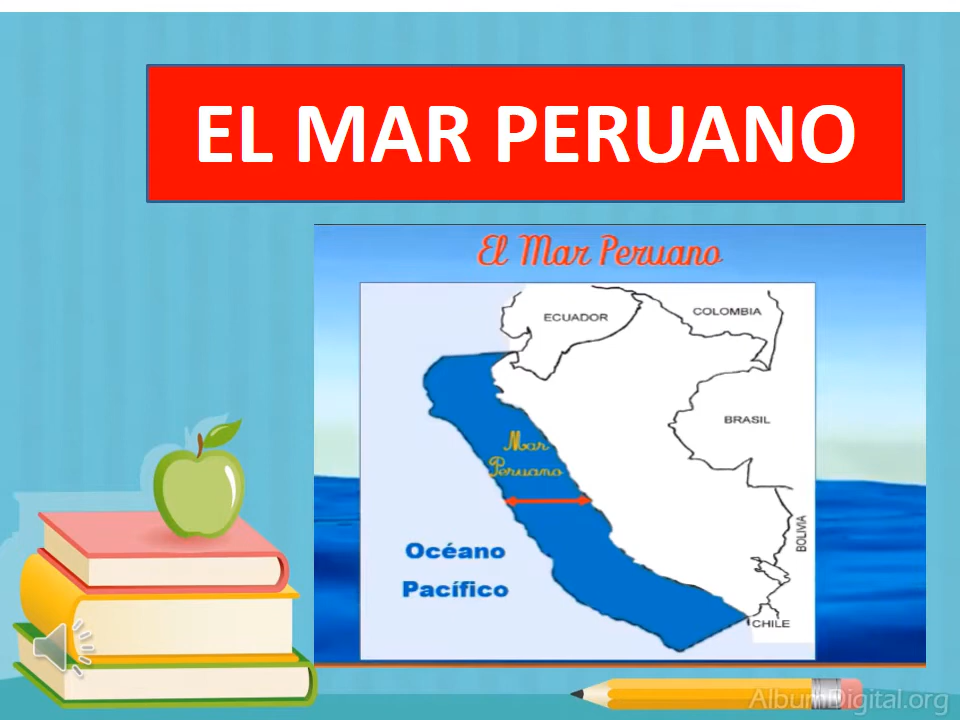 EL MAR PERUANO
El Mar Peruano
ECUADOR
COLOMBIA
BRASIL
Mar
Peruano
BOLIVIA
Océano
Pacífico
CHILE
AlbumDigital.org